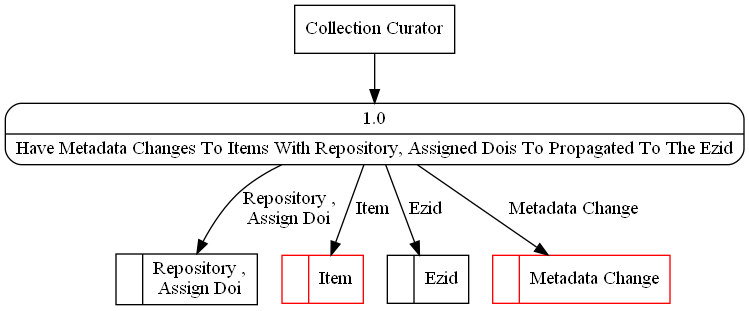 Collection Curator
1.0
Have Metadata Changes To Items With Repository, Assigned Dois To Propagated To The Ezid
Repository ,
Assign Doi
Item
Ezid
Metadata Change
Repository ,
Assign Doi
Item
Ezid
Metadata Change